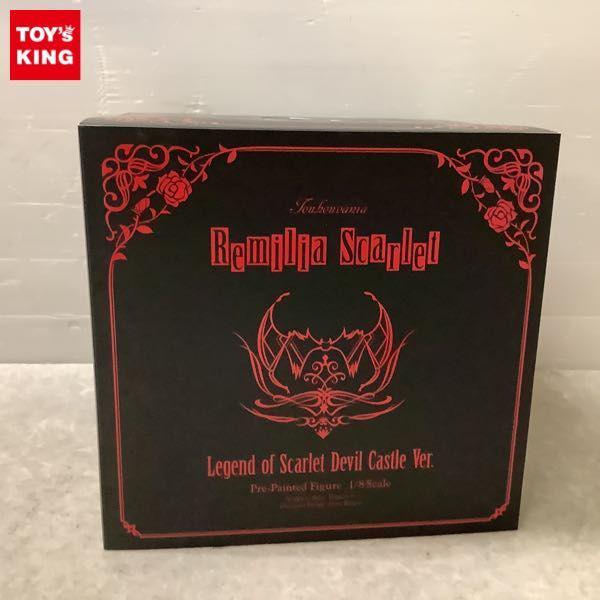 TOY's
KING
Touhouvania
Remilia Scarlet
Legend of Scarlet Devil Castle Ver.
Pre-Painted Figure 1/8 Scale